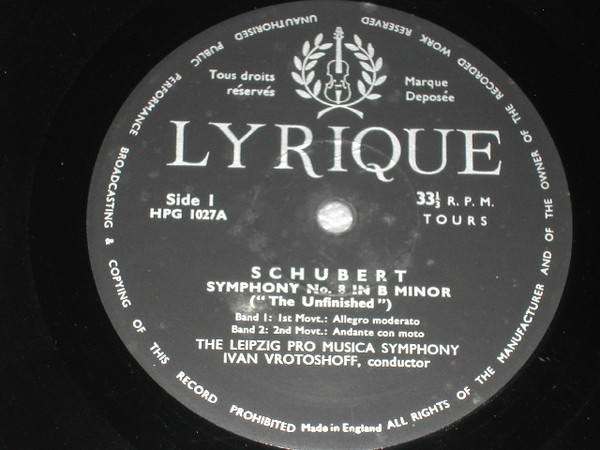 ALL RIGHTS OF THE MANUFACTURER AND OF THE OWNER OF THE RECORDED WORK RESERVED UNAUTHORISED PUBLIC PERFORMANCE BROADCASTING & COPYING OF THIS RECORD PROHIBITED
Tous droits
réservés
Marque
Deposée
LYRIQUE
Side 1
HPG 1027A
33⅓ R. P. M.
TOURS
SCHUBERT
SYMPHONY No. 8 IN B MINOR
("The Unfinished")
Band 1: 1st Movt.: Allegro moderato
Band 2: 2nd Movt.: Andante con moto
THE LEIPZIG PRO MUSICA SYMPHONY
IVAN VROTOSHOFF, conductor
Made in England